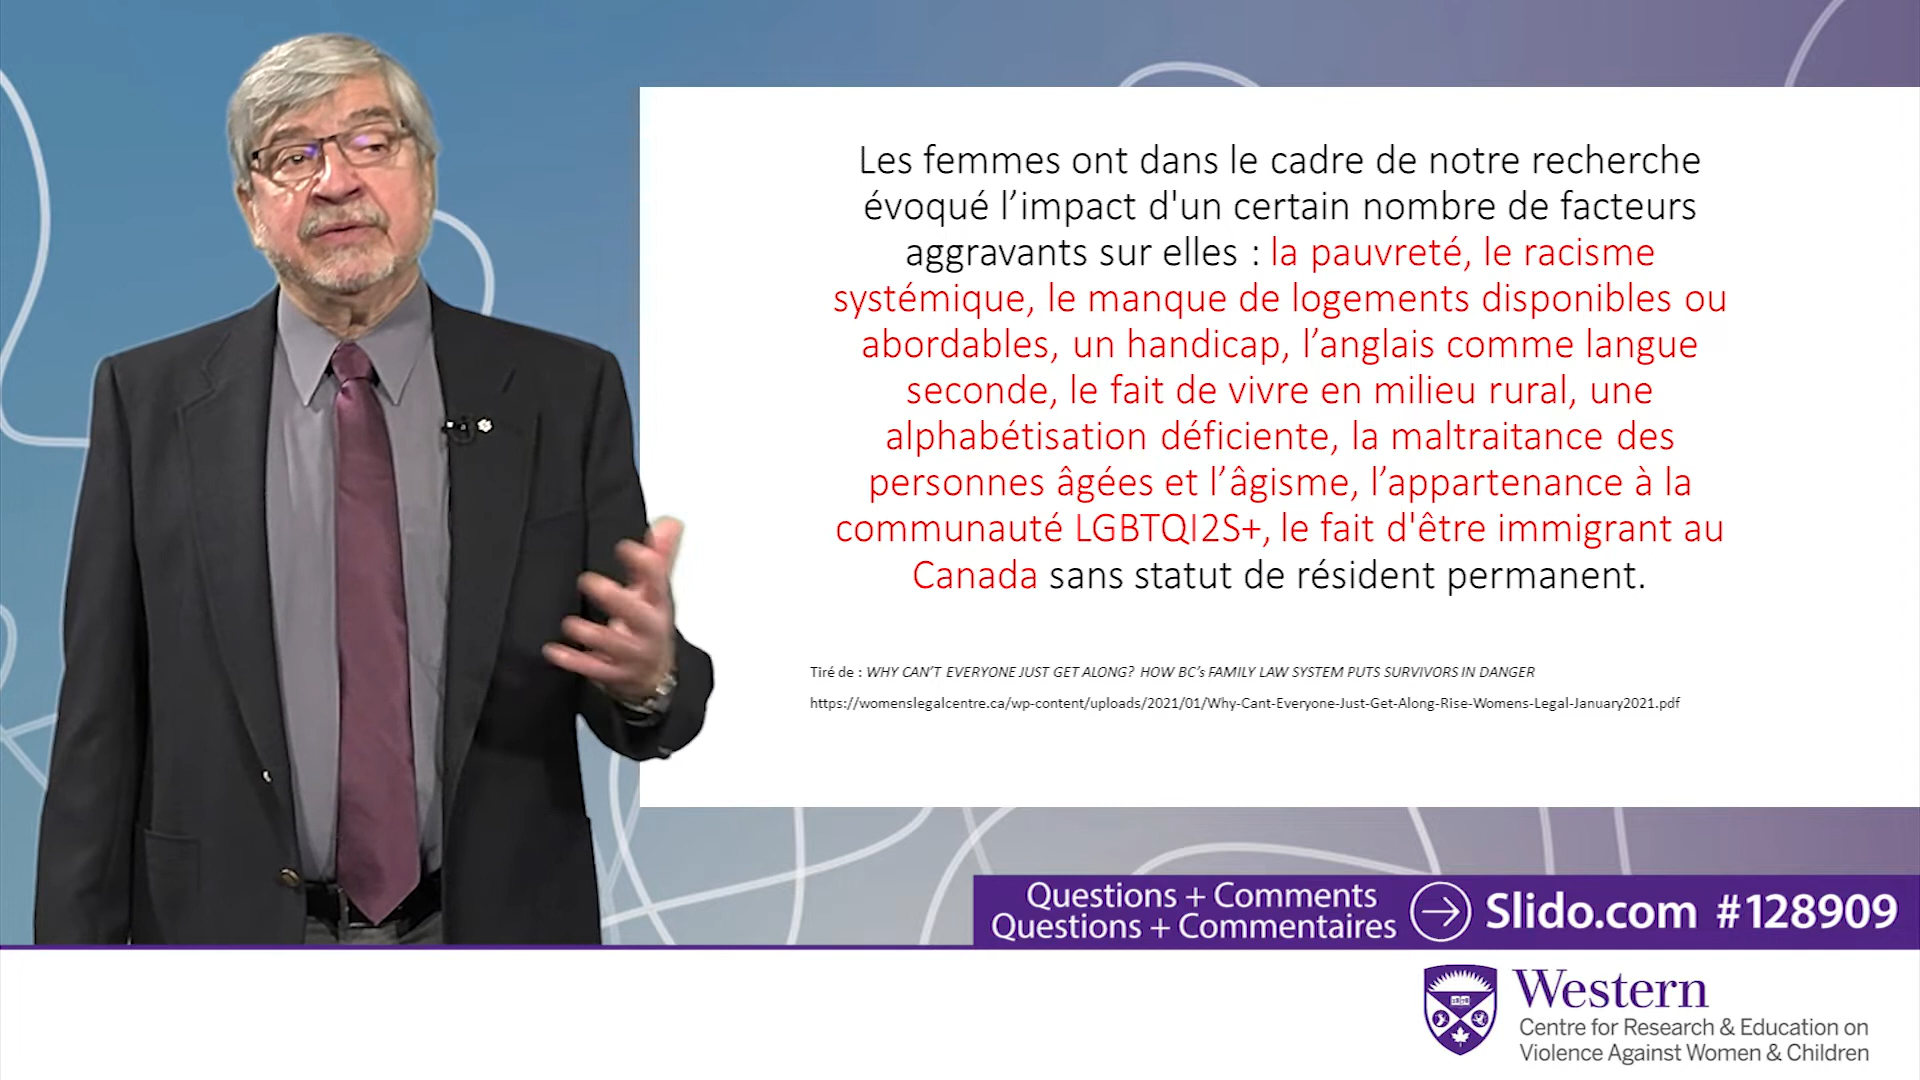 Les femmes ont dans le cadre de notre recherche
évoqué l’impact d'un certain nombre de facteurs
aggravants sur elles : la pauvreté, le racisme
systémique, le manque de logements disponibles ou
abordables, un handicap, l’anglais comme langue
seconde, le fait de vivre en milieu rural, une
alphabétisation déficiente, la maltraitance des
personnes âgées et l’âgisme, l’appartenance à la
communauté LGBTQI2S+, le fait d'être immigrant au
Canada sans statut de résident permanent.
Tiré de : WHY CAN’T EVERYONE JUST GET ALONG? HOW BC’s FAMILY LAW SYSTEM PUTS SURVIVORS IN DANGER
https://womenslegalcentre.ca/wp-content/uploads/2021/01/Why-Cant-Everyone-Just-Get-Along-Rise-Womens-Legal-January2021.pdf
Questions + Comments
Questions + Commentaires
Slido.com #128909
Western
Centre for Research & Education on
Violence Against Women & Children